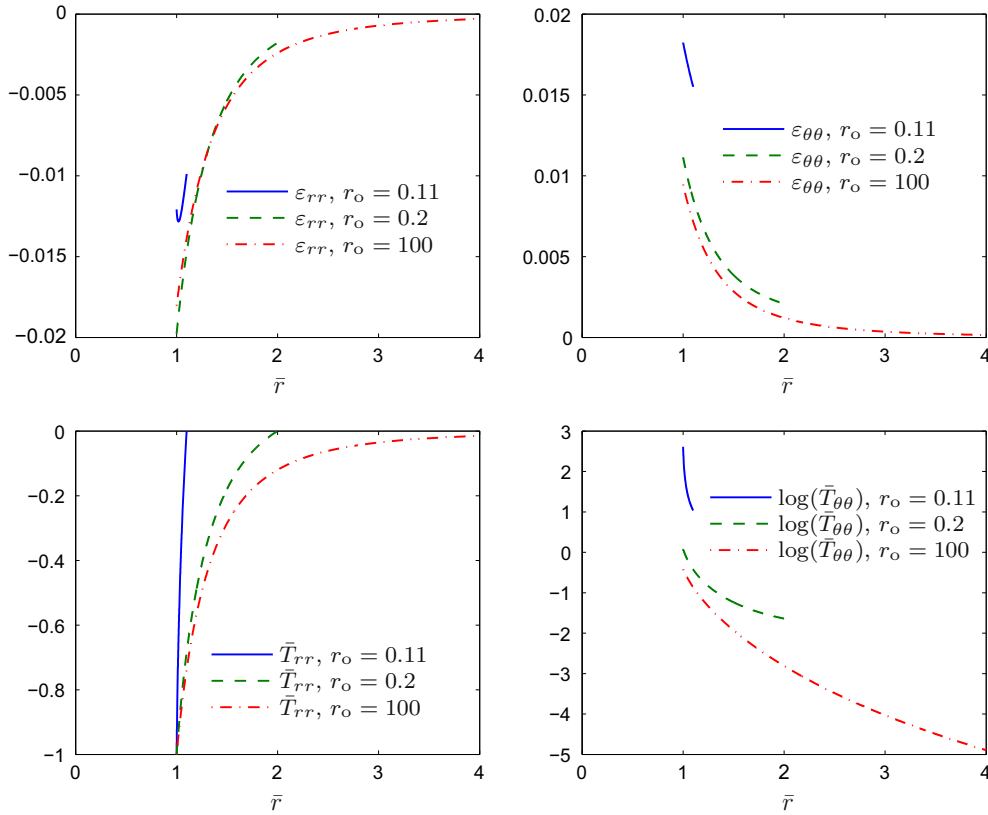 0
−0.005
−0.01
−0.015
−0.02
0 1 2 3 4
r̄
εrr, ro = 0.11
εrr, ro = 0.2
εrr, ro = 100
0.02
0.015
0.01
0.005
0
0 1 2 3 4
r̄
εθθ, ro = 0.11
εθθ, ro = 0.2
εθθ, ro = 100
0
−0.2
−0.4
−0.6
−0.8
−1
0 1 2 3 4
r̄
T̄rr, ro = 0.11
T̄rr, ro = 0.2
T̄rr, ro = 100
3
2
1
0
−1
−2
−3
−4
−5
0 1 2 3 4
r̄
log(T̄θθ), ro = 0.11
log(T̄θθ), ro = 0.2
log(T̄θθ), ro = 100